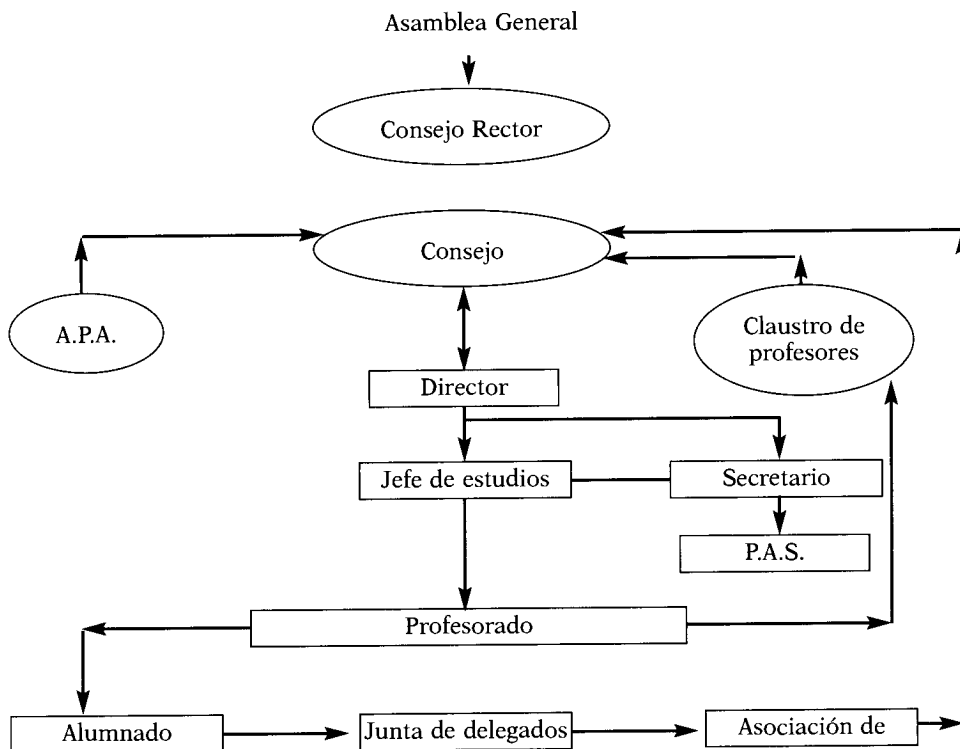 Asamblea General
Consejo Rector
Consejo
A.P.A.
Claustro de
profesores
Director
Jefe de estudios
Secretario
P.A.S.
Profesorado
Alumnado
Junta de delegados
Asociación de